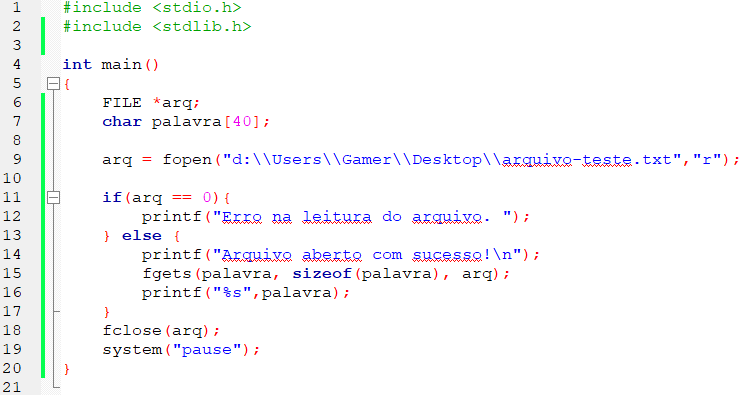 1 #include <stdio.h>
2 #include <stdlib.h>
3
4 int main()
5 {
6 FILE *arq;
7 char palavra[40];
8
9 arq = fopen("d:\\Users\\Gamer\\Desktop\\arquivo-teste.txt","r");
10
11 if(arq == 0){
12 printf("Erro na leitura do arquivo. ");
13 } else {
14 printf("Arquivo aberto com sucesso!\n");
15 fgets(palavra, sizeof(palavra), arq);
16 printf("%s",palavra);
17 }
18 fclose(arq);
19 system("pause");
20 }
21